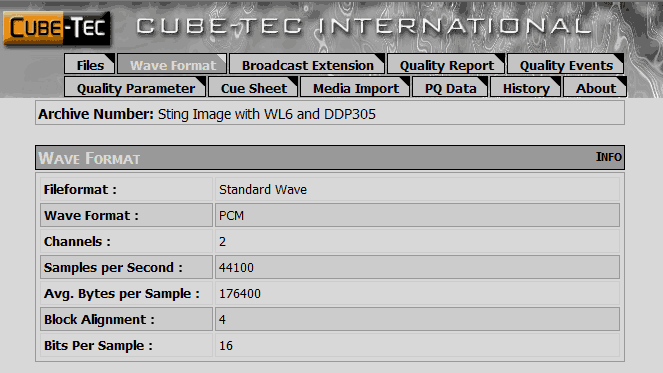 CUBE-TEC CUBE-TEC INTERNATIONAL
Files Wave Format Broadcast Extension Quality Report Quality Events
Quality Parameter Cue Sheet Media Import PQ Data History About
Archive Number: Sting Image with WL6 and DDP305
WAVE FORMAT INFO
Fileformat : Standard Wave
Wave Format : PCM
Channels : 2
Samples per Second : 44100
Avg. Bytes per Sample : 176400
Block Alignment : 4
Bits Per Sample : 16